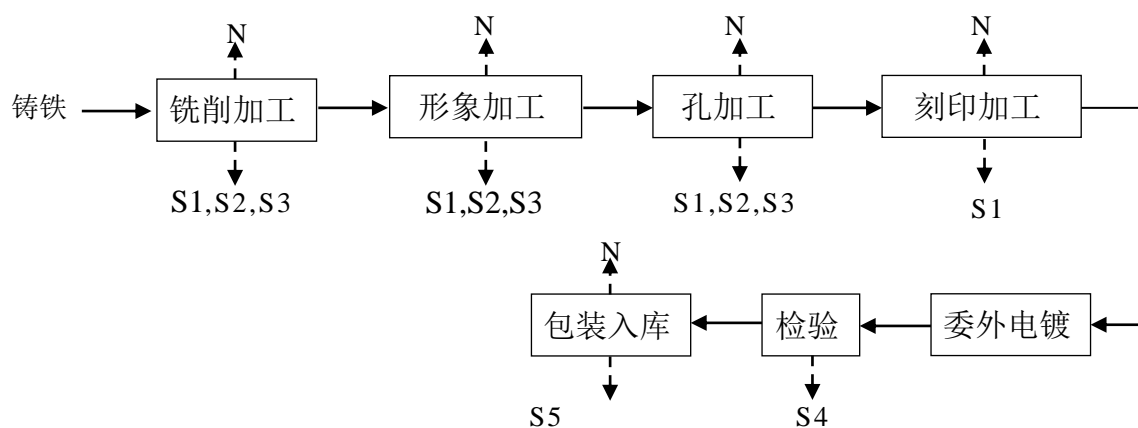 N N N N
铸铁 铣削加工 形象加工 孔加工 刻印加工
S1,S2,S3 S1,S2,S3 S1,S2,S3 S1
N
包装入库 检验 委外电镀
S5 S4